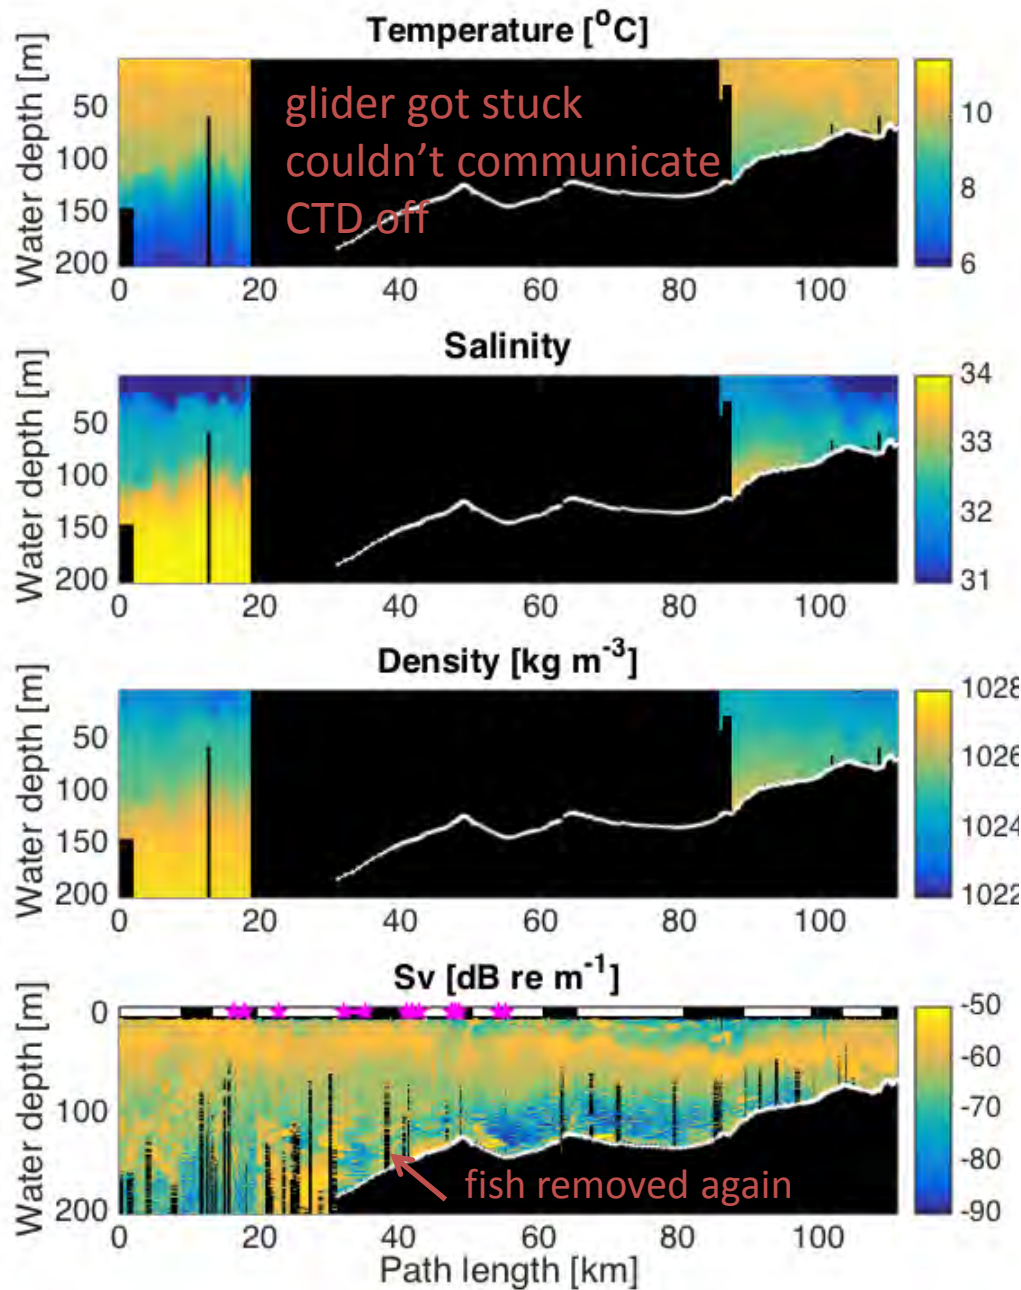 Temperature [°C]
Water depth [m]
50
100
150
200
glider got stuck
couldn't communicate
CTD off
0 20 40 60 80 100
10
8
6
Salinity
Water depth [m]
50
100
150
200
0 20 40 60 80 100
34
33
32
31
Density [kg m⁻³]
Water depth [m]
50
100
150
200
0 20 40 60 80 100
1028
1026
1024
1022
Sv [dB re m⁻¹]
Water depth [m]
0
100
200
fish removed again
0 20 40 60 80 100
Path length [km]
-50
-60
-70
-80
-90